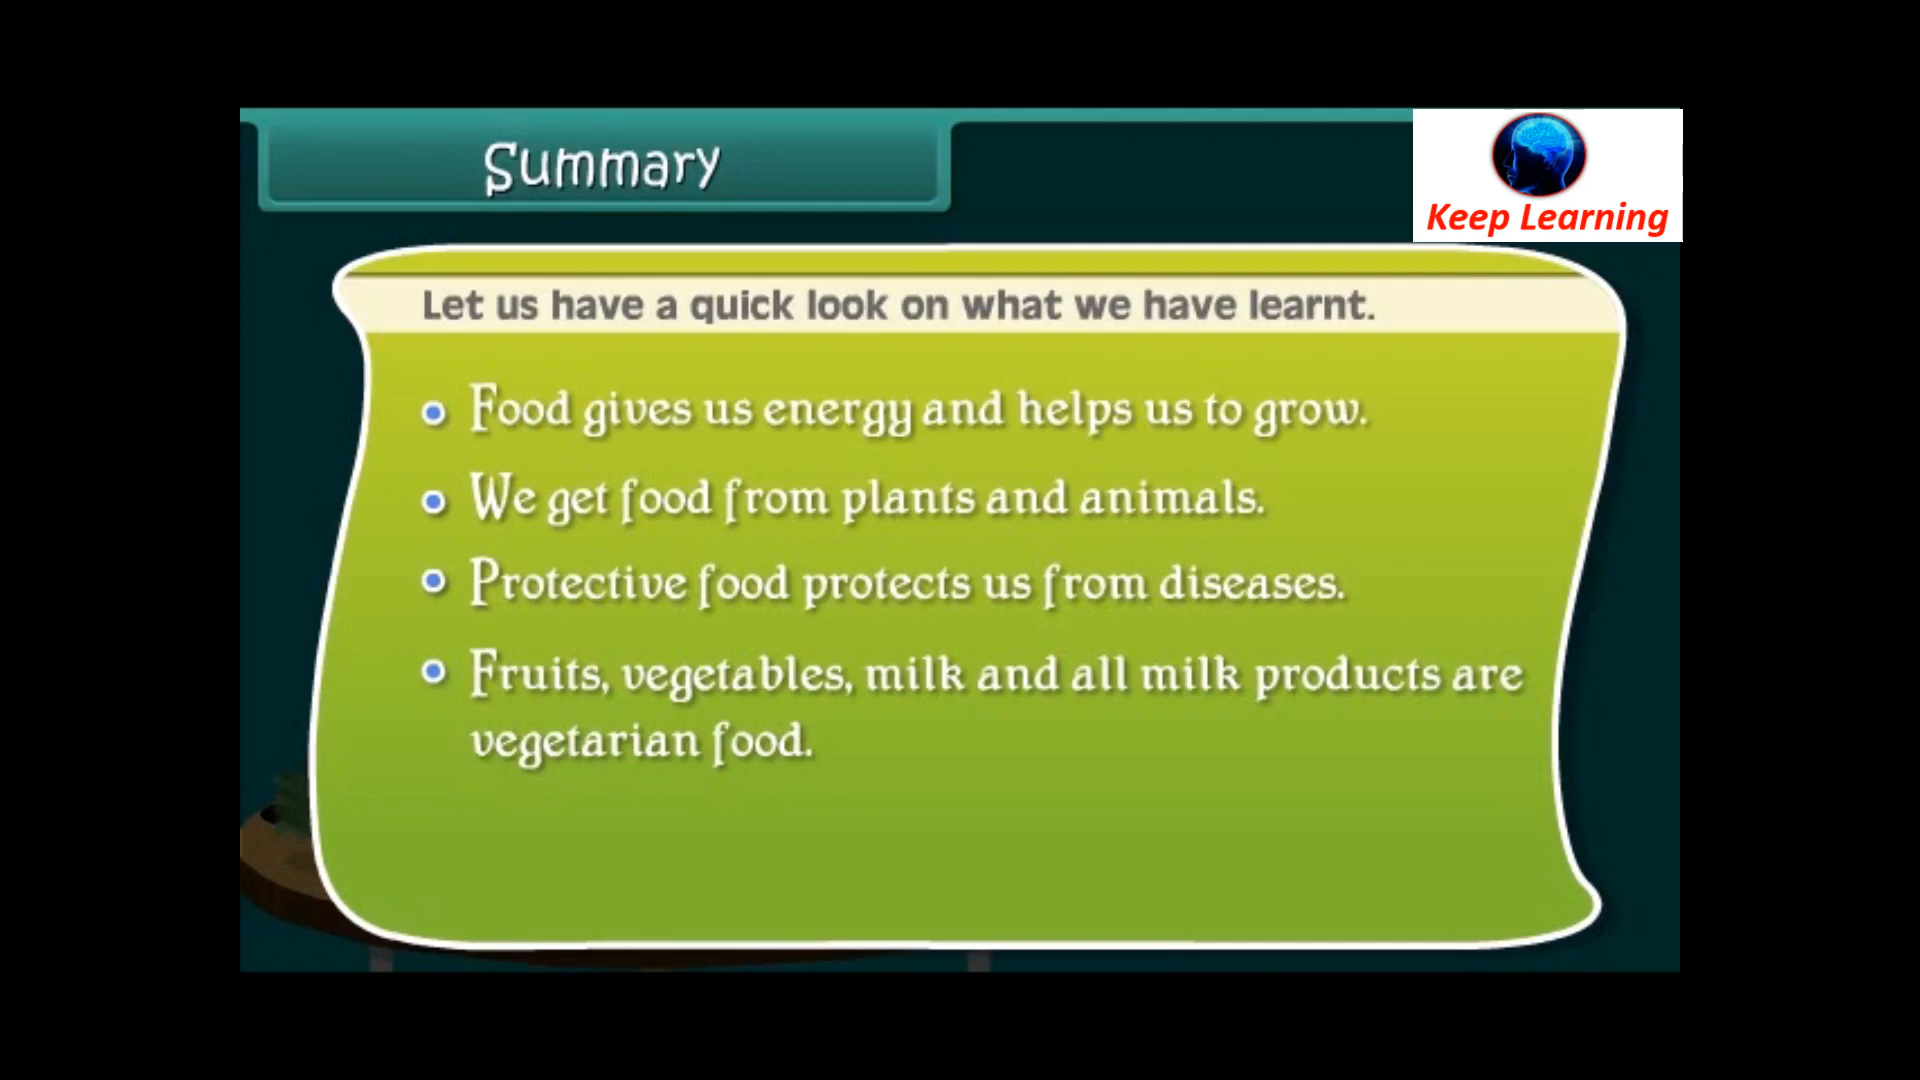 Summary
Keep Learning
Let us have a quick look on what we have learnt.
Food gives us energy and helps us to grow.
We get food from plants and animals.
Protective food protects us from diseases.
Fruits, vegetables, milk and all milk products are
vegetarian food.